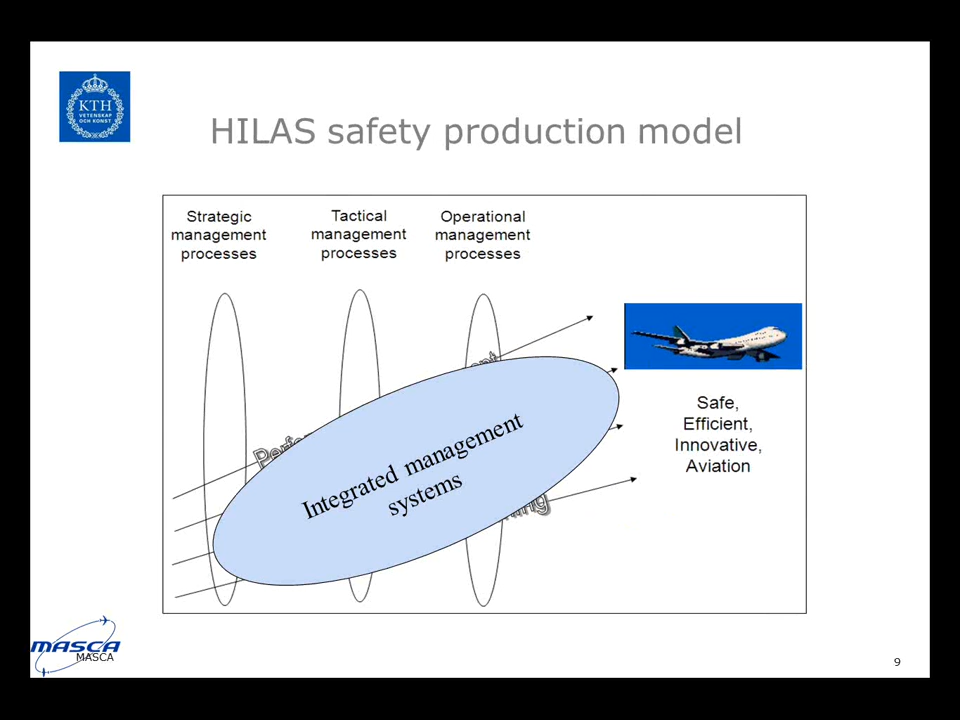 KTH
VETENSKAP
OCH KONST
HILAS safety production model
Strategic
management
processes
Tactical
management
processes
Operational
management
processes
Integrated management
systems
Safe,
Efficient,
Innovative,
Aviation
MASCA
MASCA
9